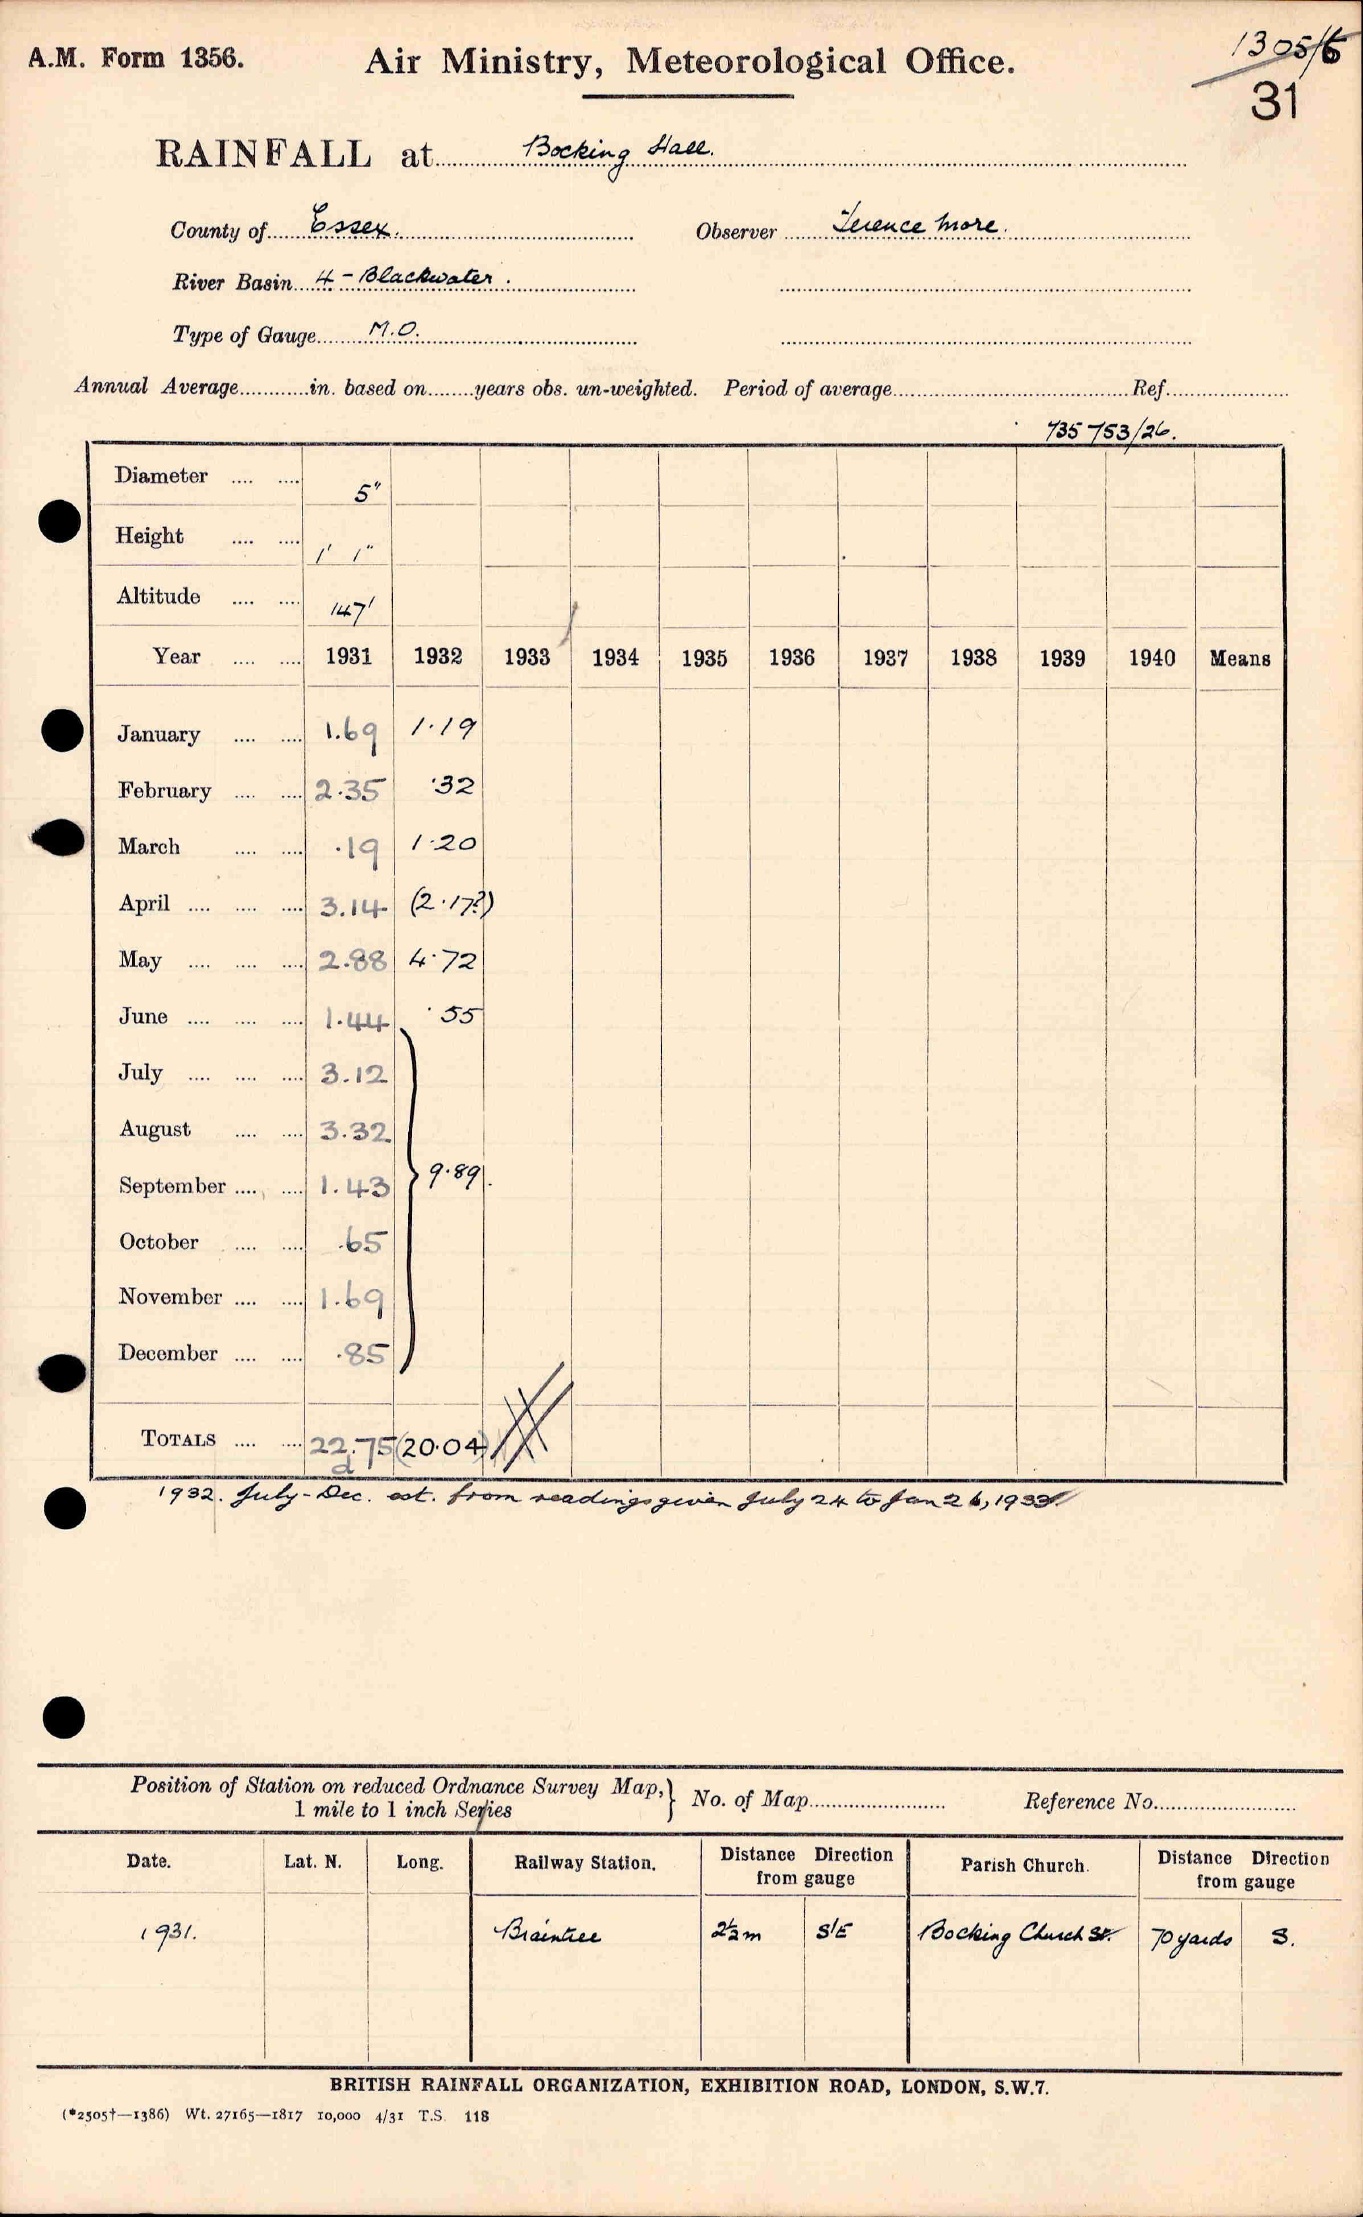 A.M. Form 1356.
Air Ministry, Meteorological Office.
1305/6
31
RAINFALL at Bocking Hall.
County of Essex. Observer Terence More.
River Basin 4 - Blackwater.
Type of Gauge M.O.
Annual Average in. based on years obs. un-weighted. Period of average Ref.
735 753/26.
Diameter 5"
Height 1' 1"
Altitude 147'
Year 1931 1932 1933 1934 1935 1936 1937 1938 1939 1940 Means
January 1.69 1.19
February 2.35 .32
March .19 1.20
April 3.14 (2.17?)
May 2.88 4.72
June 1.44 .55
July 3.12
August 3.32
September 1.43 9.89
October .65
November 1.69
December .85
TOTALS 22.75 (20.04)
d
1932. July-Dec. est. from readings given July 24 to Jan 26, 1933
Position of Station on reduced Ordnance Survey Map,} No. of Map Reference No.
1 mile to 1 inch Series
Date. Lat. N. Long. Railway Station. Distance Direction from gauge Parish Church. Distance Direction from gauge
1931. Braintree 2½m S'E Bocking Church St. 70 yards S.
BRITISH RAINFALL ORGANIZATION, EXHIBITION ROAD, LONDON, S.W.7.
(*2505†—1386) Wt. 27165—1817 10,000 4/31 T.S. 118